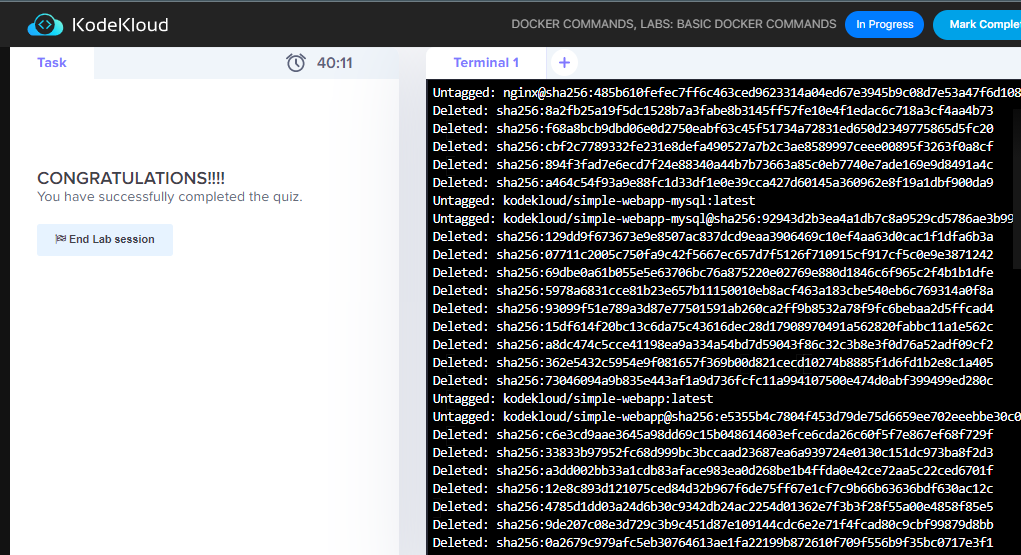 KodeKloud
DOCKER COMMANDS, LABS: BASIC DOCKER COMMANDS
In Progress
Mark Complet
Task
40:11
Terminal 1
+
CONGRATULATIONS!!!!
You have successfully completed the quiz.
End Lab session
Untagged: nginx@sha256:485b610fefec7ff6c463ced9623314a04ed67e3945b9c08d7e53a47f6d108
Deleted: sha256:8a2fb25a19f5dc1528b7a3fabe8b3145ff57fe10e4f1edac6c718a3cf4aa4b73
Deleted: sha256:f68a8bcb9dbd06e0d2750eabf63c45f51734a72831ed650d2349775865d5fc20
Deleted: sha256:cbf2c7789332fe231e8defa490527a7b2c3ae8589997ceee00895f3263f0a8cf
Deleted: sha256:894f3fad7e6ecd7f24e88340a44b7b73663a85c0eb7740e7ade169e9d8491a4c
Deleted: sha256:a464c54f93a9e88fc1d33df1e0e39cca427d60145a360962e8f19a1dbf900da9
Untagged: kodekloud/simple-webapp-mysql:latest
Untagged: kodekloud/simple-webapp-mysql@sha256:92943d2b3ea4a1db7c8a9529cd5786ae3b99
Deleted: sha256:129dd9f673673e9e8507ac837dcd9eaa3906469c10ef4aa63d0cac1f1dfa6b3a
Deleted: sha256:07711c2005c750fa9c42f5667ec657d7f5126f710915cf917cf5c0e9e3871242
Deleted: sha256:69dbe0a61b055e5e63706bc76a875220e02769e880d1846c6f965c2f4b1b1dfe
Deleted: sha256:5978a6831cce81b23e657b11150010eb8acf463a183cbe540eb6c769314a0f8a
Deleted: sha256:93099f51e789a3d87e77501591ab260ca2ff9b8532a78f9fc6bebaa2d5ffcad4
Deleted: sha256:15df614f20bc13c6da75c43616dec28d17908970491a562820fabbc11a1e562c
Deleted: sha256:a8dc474c5cce41198ea9a334a54bd7d59043f86c32c3b8e3f0d76a52adf09cf2
Deleted: sha256:362e5432c5954e9f081657f369b00d821cecd10274b8885f1d6fd1b2e8c1a405
Deleted: sha256:73046094a9b835e443af1a9d736fcfc11a994107500e474d0abf399499ed280c
Untagged: kodekloud/simple-webapp:latest
Untagged: kodekloud/simple-webapp@sha256:e5355b4c7804f453d79de75d6659ee702eeebbe30c0
Deleted: sha256:c6e3cd9aae3645a98dd69c15b048614603efce6cda26c60f5f7e867ef68f729f
Deleted: sha256:33833b97952fc68d999bc3bccaad23687ea6a939724e0130c151dc973ba8f2d3
Deleted: sha256:a3dd002bb33a1cdb83aface983ea0d268be1b4ffda0e42ce72aa5c22ced6701f
Deleted: sha256:12e8c893d121075ced84d32b967f6de75ff67e1cf7c9b66b63636bdf630ac12c
Deleted: sha256:4785d1dd03a24d6b30c9342db24ac2254d01362e7f3b3f28f55a00e4858f85e5
Deleted: sha256:9de207c08e3d729c3b9c451d87e109144cdc6e2e71f4fcad80c9cbf99879d8bb
Deleted: sha256:0a2679c979afc5eb30764613ae1fa22199b872610f709f556b9f35bc0717e3f1